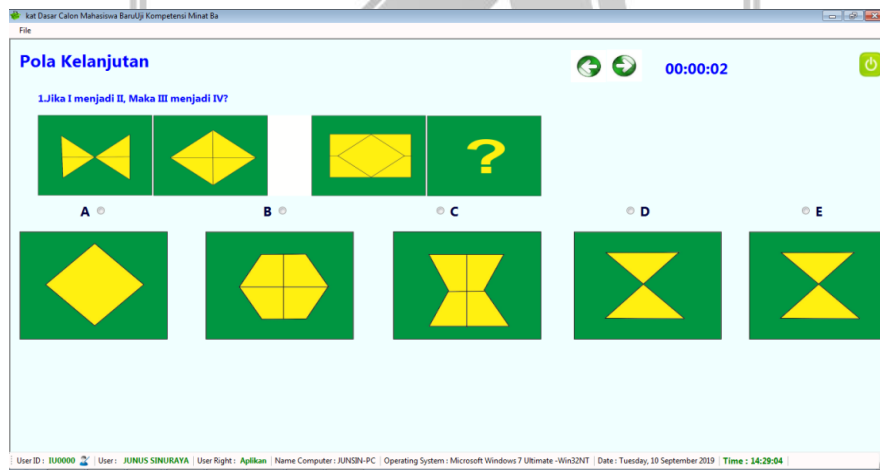 kat Dasar Calon Mahasiswa BaruUji Kompetensi Minat Ba
File
Pola Kelanjutan
00:00:02
1.Jika I menjadi II, Maka III menjadi IV?
?
A B C D E
User ID : IU0000 User : JUNUS SINURAYA User Right : Aplikan Name Computer : JUNSIN-PC Operating System : Microsoft Windows 7 Ultimate -Win32NT Date : Tuesday, 10 September 2019 Time : 14:29:04